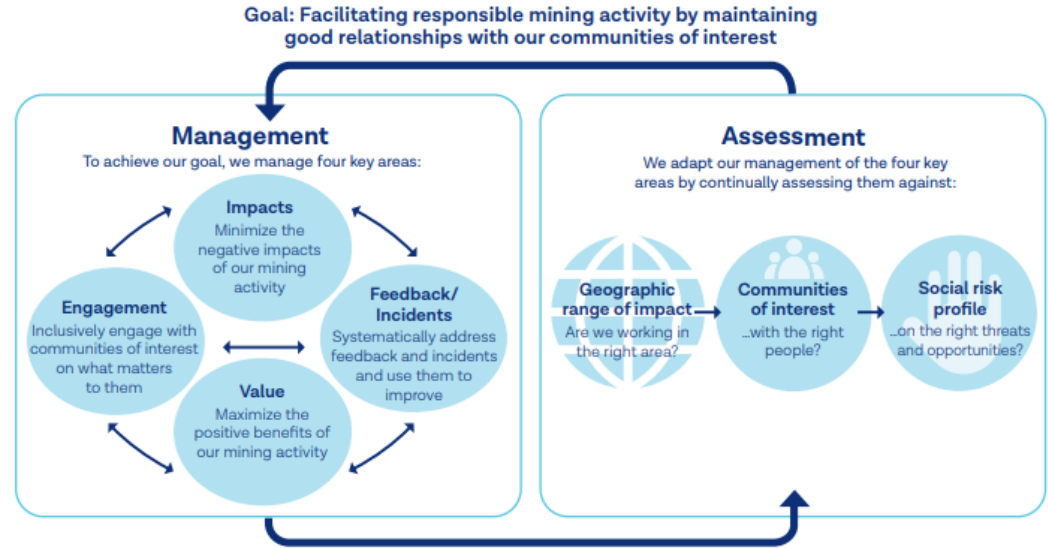 Goal: Facilitating responsible mining activity by maintaining
good relationships with our communities of interest
Management
To achieve our goal, we manage four key areas:
Impacts
Minimize the
negative impacts
of our mining
activity
Engagement
Inclusively engage with
communities of interest
on what matters
to them
Feedback/
Incidents
Systematically address
feedback and incidents
and use them to
improve
Value
Maximize the
positive benefits of
our mining activity
Assessment
We adapt our management of the four key
areas by continually assessing them against:
Geographic
range of impact
Are we working in
the right area?
Communities
of interest
...with the right
people?
Social risk
profile
...on the right threats
and opportunities?